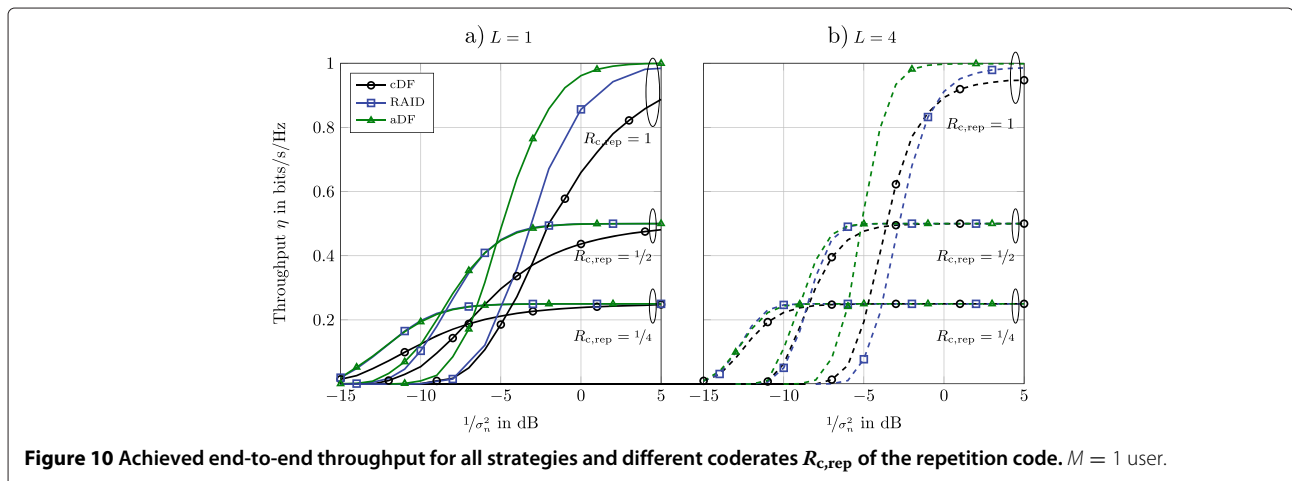 a) L = 1
b) L = 4
Throughput η in bits/s/Hz
1
0.8
0.6
0.4
0.2
cDF
RAID
aDF
R_c,rep = 1
R_c,rep = 1/2
R_c,rep = 1/4
−15 −10 −5 0 5
1/σ_n^2 in dB
R_c,rep = 1
R_c,rep = 1/2
R_c,rep = 1/4
−15 −10 −5 0 5
1/σ_n^2 in dB
Figure 10 Achieved end-to-end throughput for all strategies and different coderates R_c,rep of the repetition code. M = 1 user.